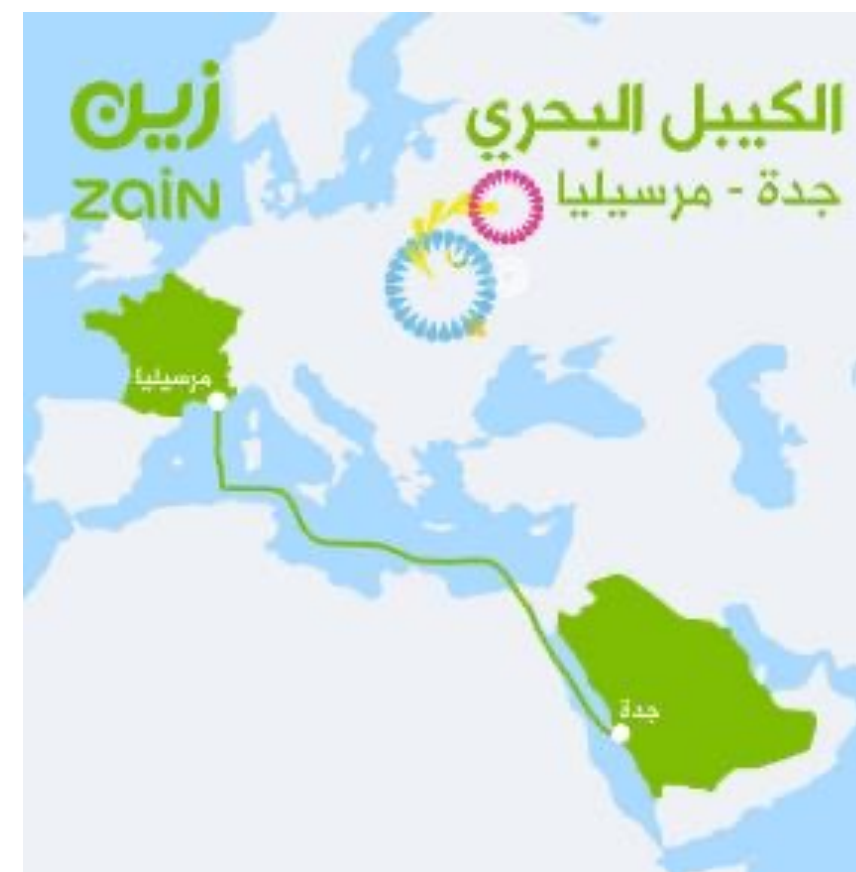 الكيبل البحري
جدة - مرسيليا
زين
zain
مرسيليا
جدة